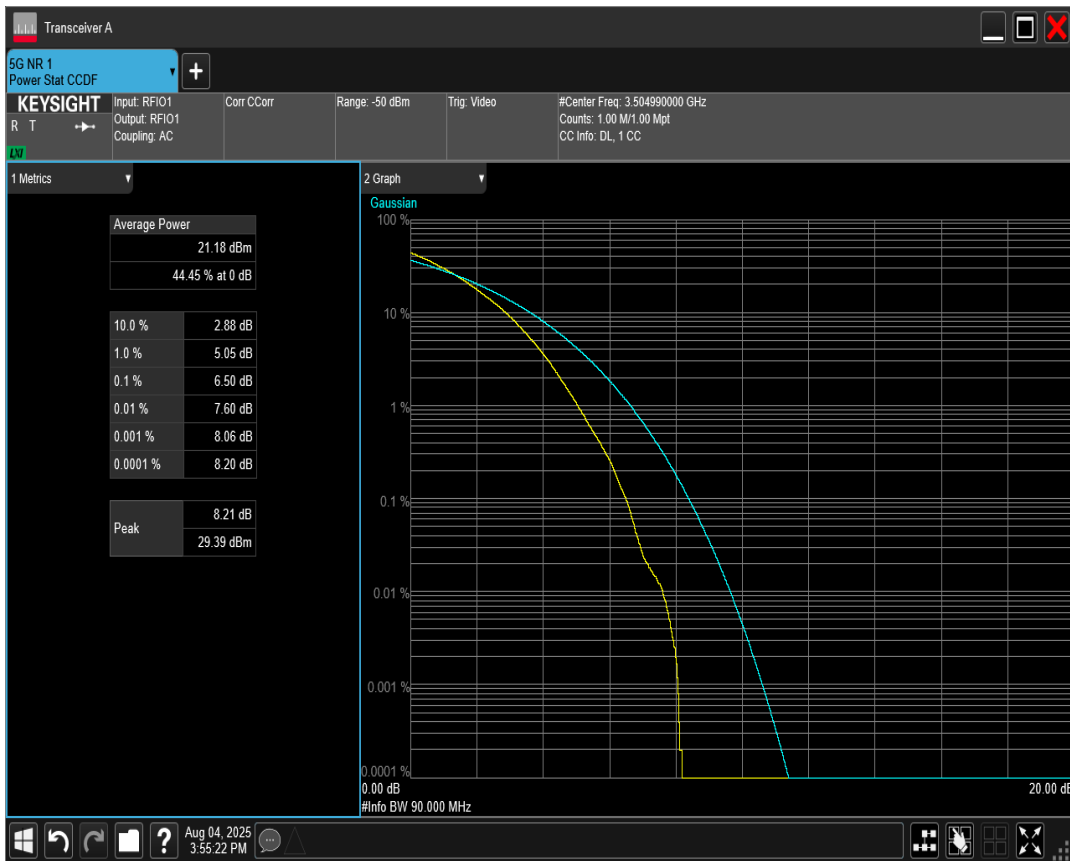 Transceiver A
5G NR 1
Power Stat CCDF
KEYSIGHT
R T
LXI
Input: RFIO1
Output: RFIO1
Coupling: AC
Corr CCorr
Range: -50 dBm
Trig: Video
#Center Freq: 3.504990000 GHz
Counts: 1.00 M/1.00 Mpt
CC Info: DL, 1 CC
1 Metrics
Average Power
21.18 dBm
44.45 % at 0 dB
10.0 % 2.88 dB
1.0 % 5.05 dB
0.1 % 6.50 dB
0.01 % 7.60 dB
0.001 % 8.06 dB
0.0001 % 8.20 dB
Peak
8.21 dB
29.39 dBm
2 Graph
Gaussian
100 %
10 %
1 %
0.1 %
0.01 %
0.001 %
0.0001 %
0.00 dB 20.00 dB
#Info BW 90.000 MHz
?
Aug 04, 2025
3:55:22 PM